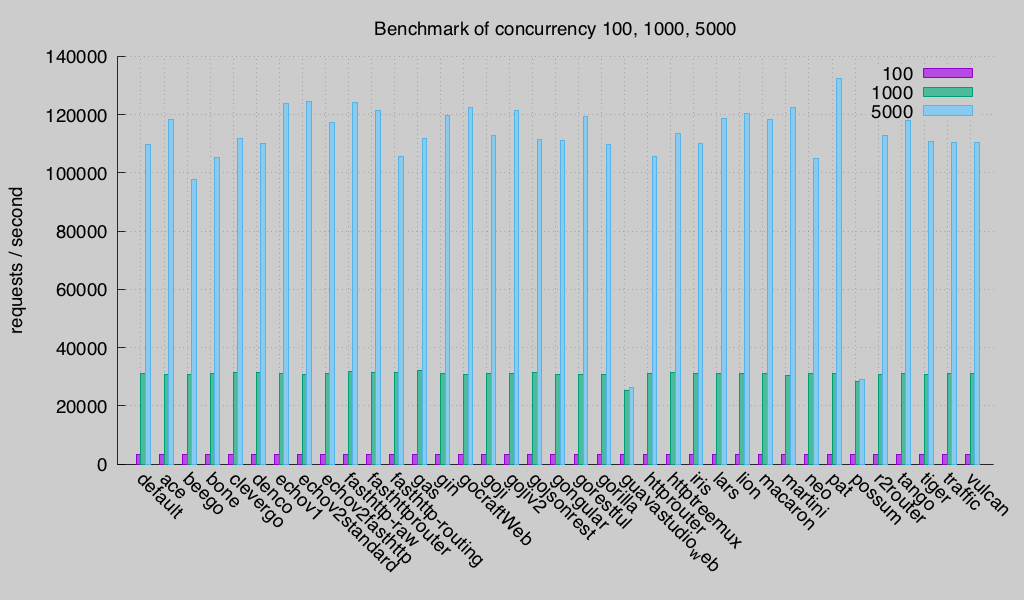 Benchmark of concurrency 100, 1000, 5000
140000
120000
100000
80000
60000
40000
20000
0
requests / second
100
1000
5000
default
ace
beego
bone
clevergo
denco
echov1
echov2standard
echov2fasthttp
fasthttp-raw
fasthttprouter
fasthttp-routing
gas
gin
gocraftWeb
goji
gojiv2
gojsonrest
gongular
gorestful
gorilla
guavastudioweb
httprouter
httptreemux
iris
lars
lion
macaron
martini
neo
pat
possum
r2router
tango
tiger
traffic
vulcan